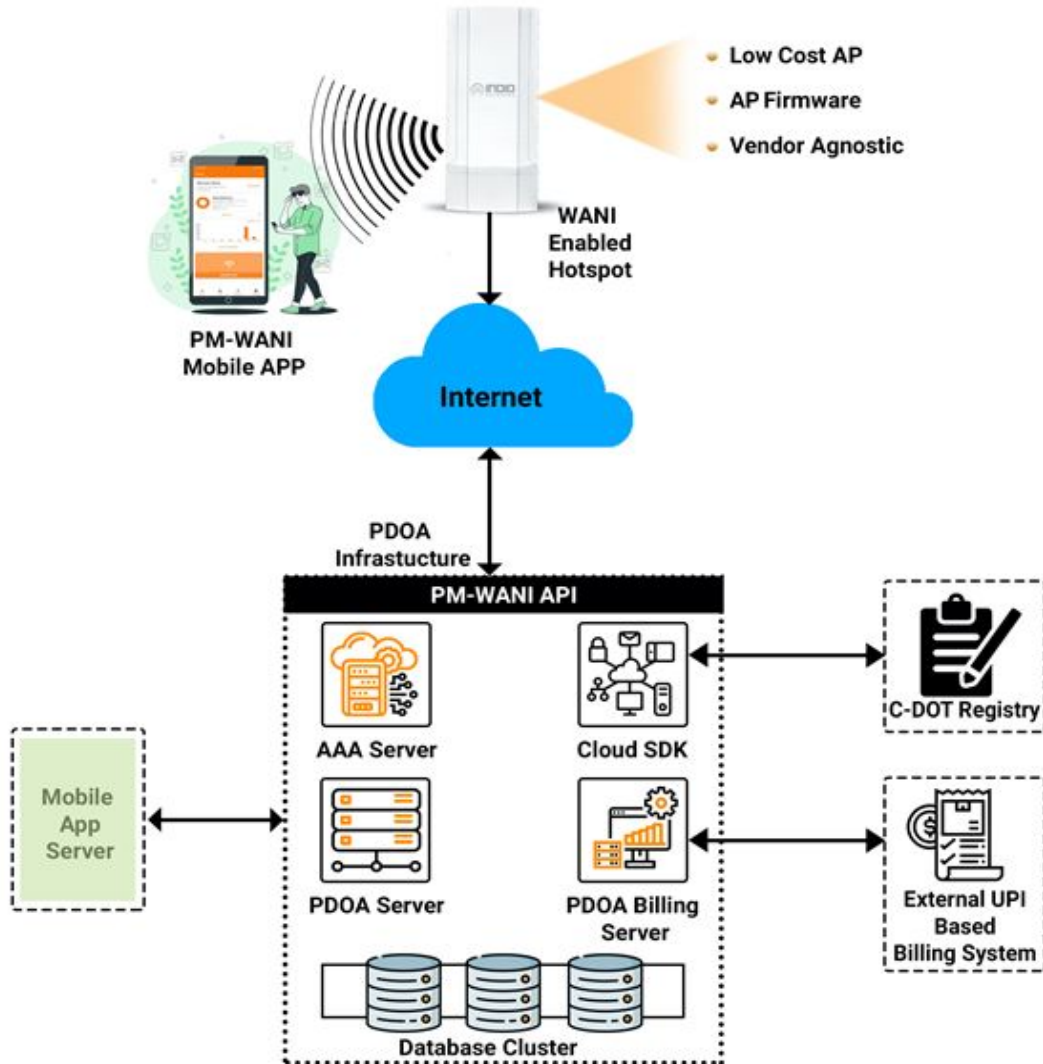 INDIO
Low Cost AP
AP Firmware
Vendor Agnostic
WANI
Enabled
Hotspot
PM-WANI
Mobile APP
Internet
PDOA
Infrastucture
PM-WANI API
AAA Server
Cloud SDK
C-DOT Registry
Mobile
App
Server
PDOA Server
PDOA Billing
Server
External UPI
Based
Billing System
Database Cluster